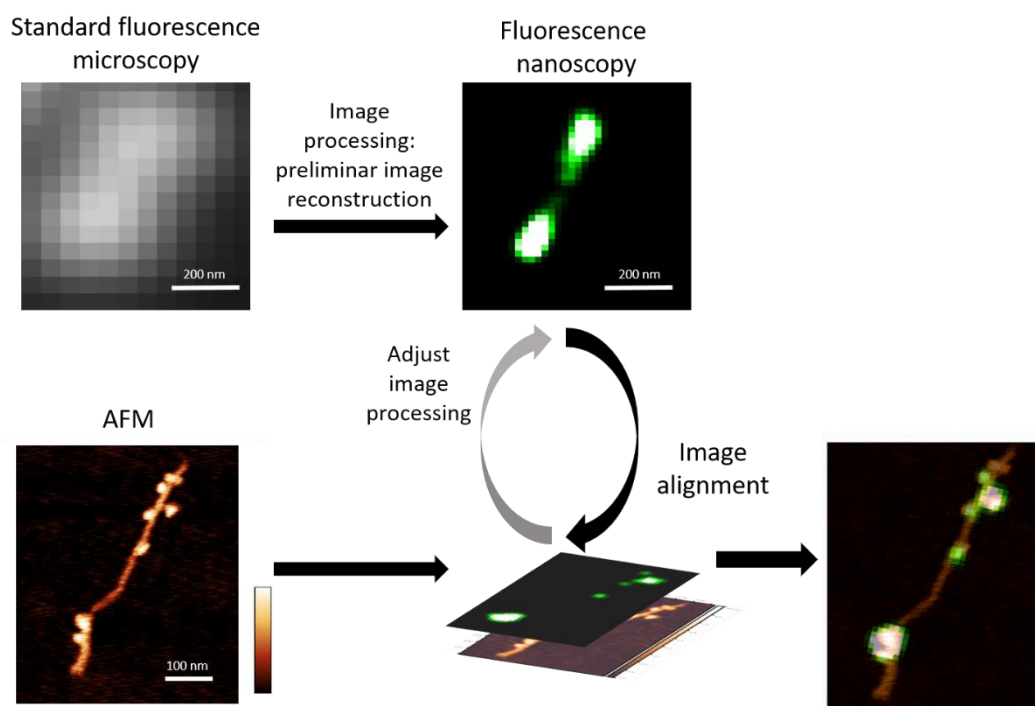 Standard fluorescence
microscopy
Fluorescence
nanoscopy
Image
processing:
preliminar image
reconstruction
200 nm
200 nm
Adjust
image
processing
AFM
Image
alignment
100 nm